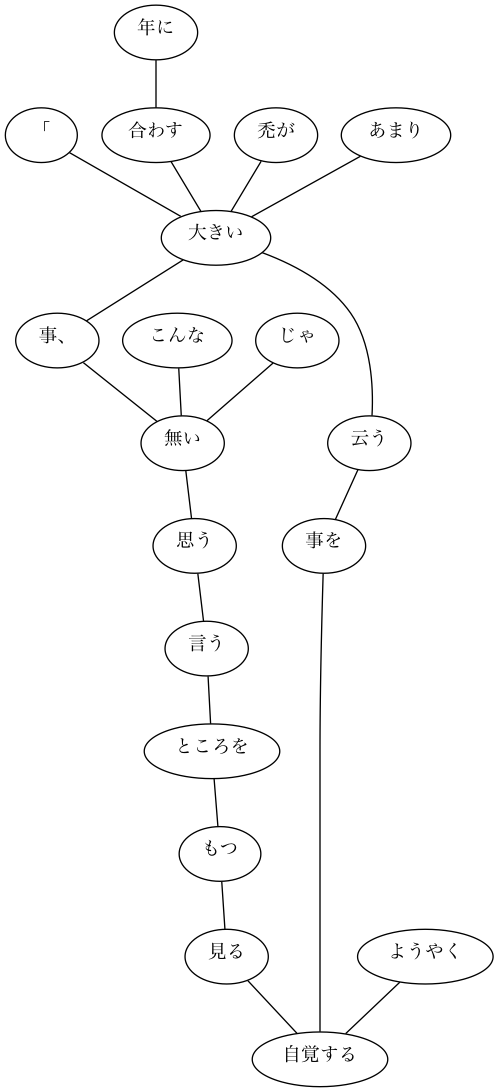 年に
「 合わす 禿が あまり
大きい
事、 こんな じゃ
無い 云う
思う 事を
言う
ところを
もつ
見る ようやく
自覚する